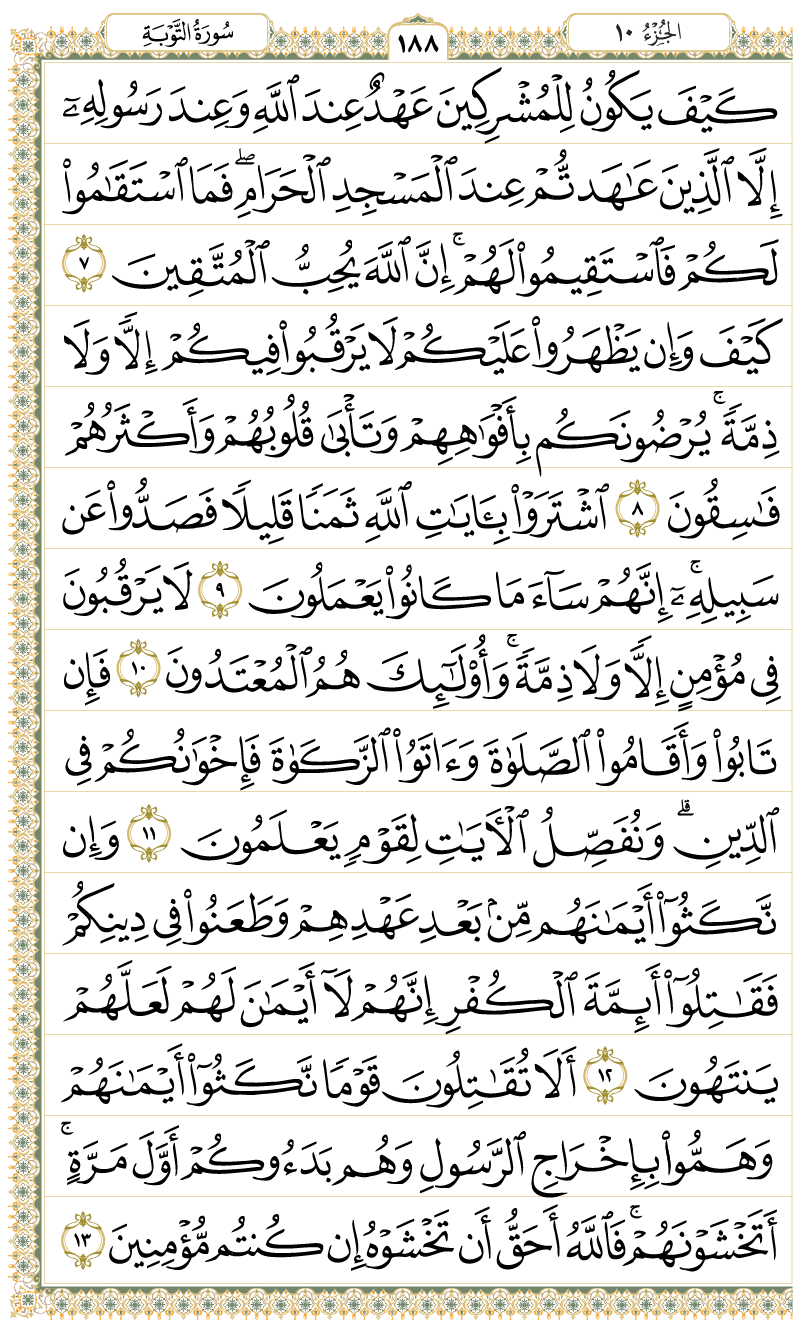 سُورَةُ التَّوْبَةِ
١٨٨
الجُزْءُ ١٠
كَيْفَ يَكُونُ لِلْمُشْرِكِينَ عَهْدٌ عِندَ ٱللَّهِ وَعِندَ رَسُولِهِۦٓ
إِلَّا ٱلَّذِينَ عَٰهَدتُّمْ عِندَ ٱلْمَسْجِدِ ٱلْحَرَامِ ۖ فَمَا ٱسْتَقَٰمُوا۟
لَكُمْ فَٱسْتَقِيمُوا۟ لَهُمْ ۚ إِنَّ ٱللَّهَ يُحِبُّ ٱلْمُتَّقِينَ ٧
كَيْفَ وَإِن يَظْهَرُوا۟ عَلَيْكُمْ لَا يَرْقُبُوا۟ فِيكُمْ إِلًّا وَلَا
ذِمَّةً ۚ يُرْضُونَكُم بِأَفْوَٰهِهِمْ وَتَأْبَىٰ قُلُوبُهُمْ وَأَكْثَرُهُمْ
فَٰسِقُونَ ٨ ٱشْتَرَوْا۟ بِـَٔايَٰتِ ٱللَّهِ ثَمَنًا قَلِيلًا فَصَدُّوا۟ عَن
سَبِيلِهِۦٓ ۚ إِنَّهُمْ سَآءَ مَا كَانُوا۟ يَعْمَلُونَ ٩ لَا يَرْقُبُونَ
فِى مُؤْمِنٍ إِلًّا وَلَا ذِمَّةً ۚ وَأُو۟لَٰٓئِكَ هُمُ ٱلْمُعْتَدُونَ ١٠ فَإِن
تَابُوا۟ وَأَقَامُوا۟ ٱلصَّلَوٰةَ وَءَاتَوُا۟ ٱلزَّكَوٰةَ فَإِخْوَٰنُكُمْ فِى
ٱلدِّينِ ۗ وَنُفَصِّلُ ٱلْـَٔايَٰتِ لِقَوْمٍ يَعْلَمُونَ ١١ وَإِن
نَّكَثُوٓا۟ أَيْمَٰنَهُم مِّنۢ بَعْدِ عَهْدِهِمْ وَطَعَنُوا۟ فِى دِينِكُمْ
فَقَٰتِلُوٓا۟ أَئِمَّةَ ٱلْكُفْرِ ۙ إِنَّهُمْ لَآ أَيْمَٰنَ لَهُمْ لَعَلَّهُمْ
يَنتَهُونَ ١٢ أَلَا تُقَٰتِلُونَ قَوْمًا نَّكَثُوٓا۟ أَيْمَٰنَهُمْ
وَهَمُّوا۟ بِإِخْرَاجِ ٱلرَّسُولِ وَهُم بَدَءُوكُمْ أَوَّلَ مَرَّةٍ ۚ
أَتَخْشَوْنَهُمْ ۚ فَٱللَّهُ أَحَقُّ أَن تَخْشَوْهُ إِن كُنتُم مُّؤْمِنِينَ ١٣